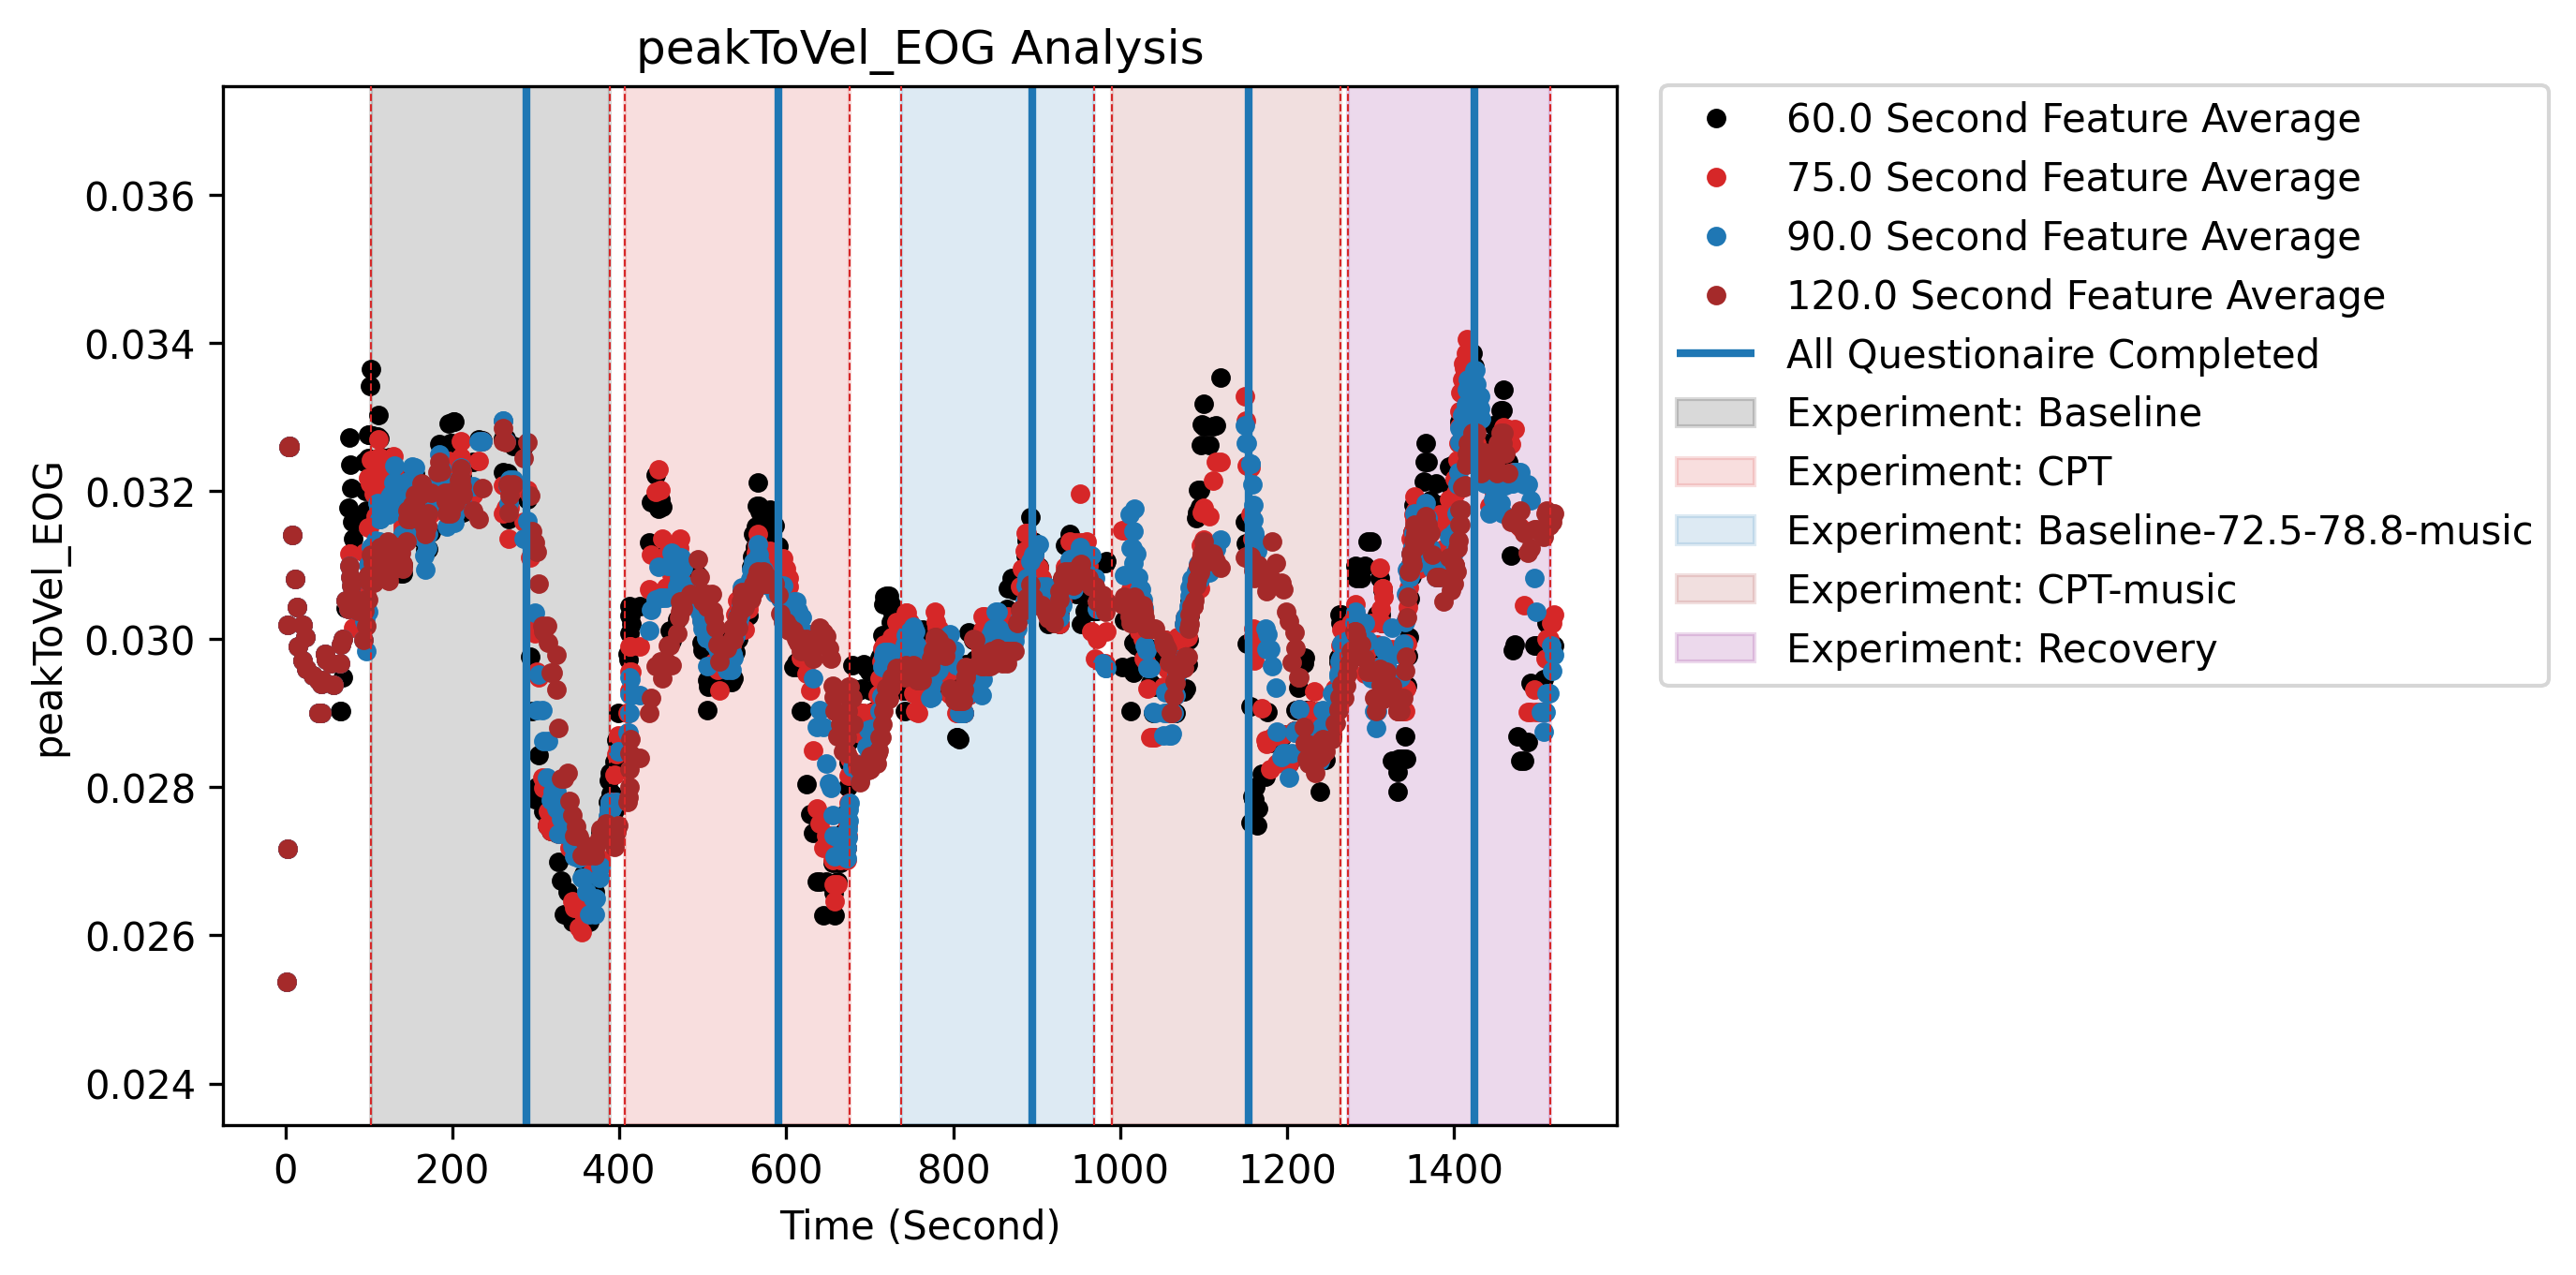 peakToVel_EOG Analysis
peakToVel_EOG
0.036
0.034
0.032
0.030
0.028
0.026
0.024
0 200 400 600 800 1000 1200 1400
Time (Second)
60.0 Second Feature Average
75.0 Second Feature Average
90.0 Second Feature Average
120.0 Second Feature Average
All Questionaire Completed
Experiment: Baseline
Experiment: CPT
Experiment: Baseline-72.5-78.8-music
Experiment: CPT-music
Experiment: Recovery